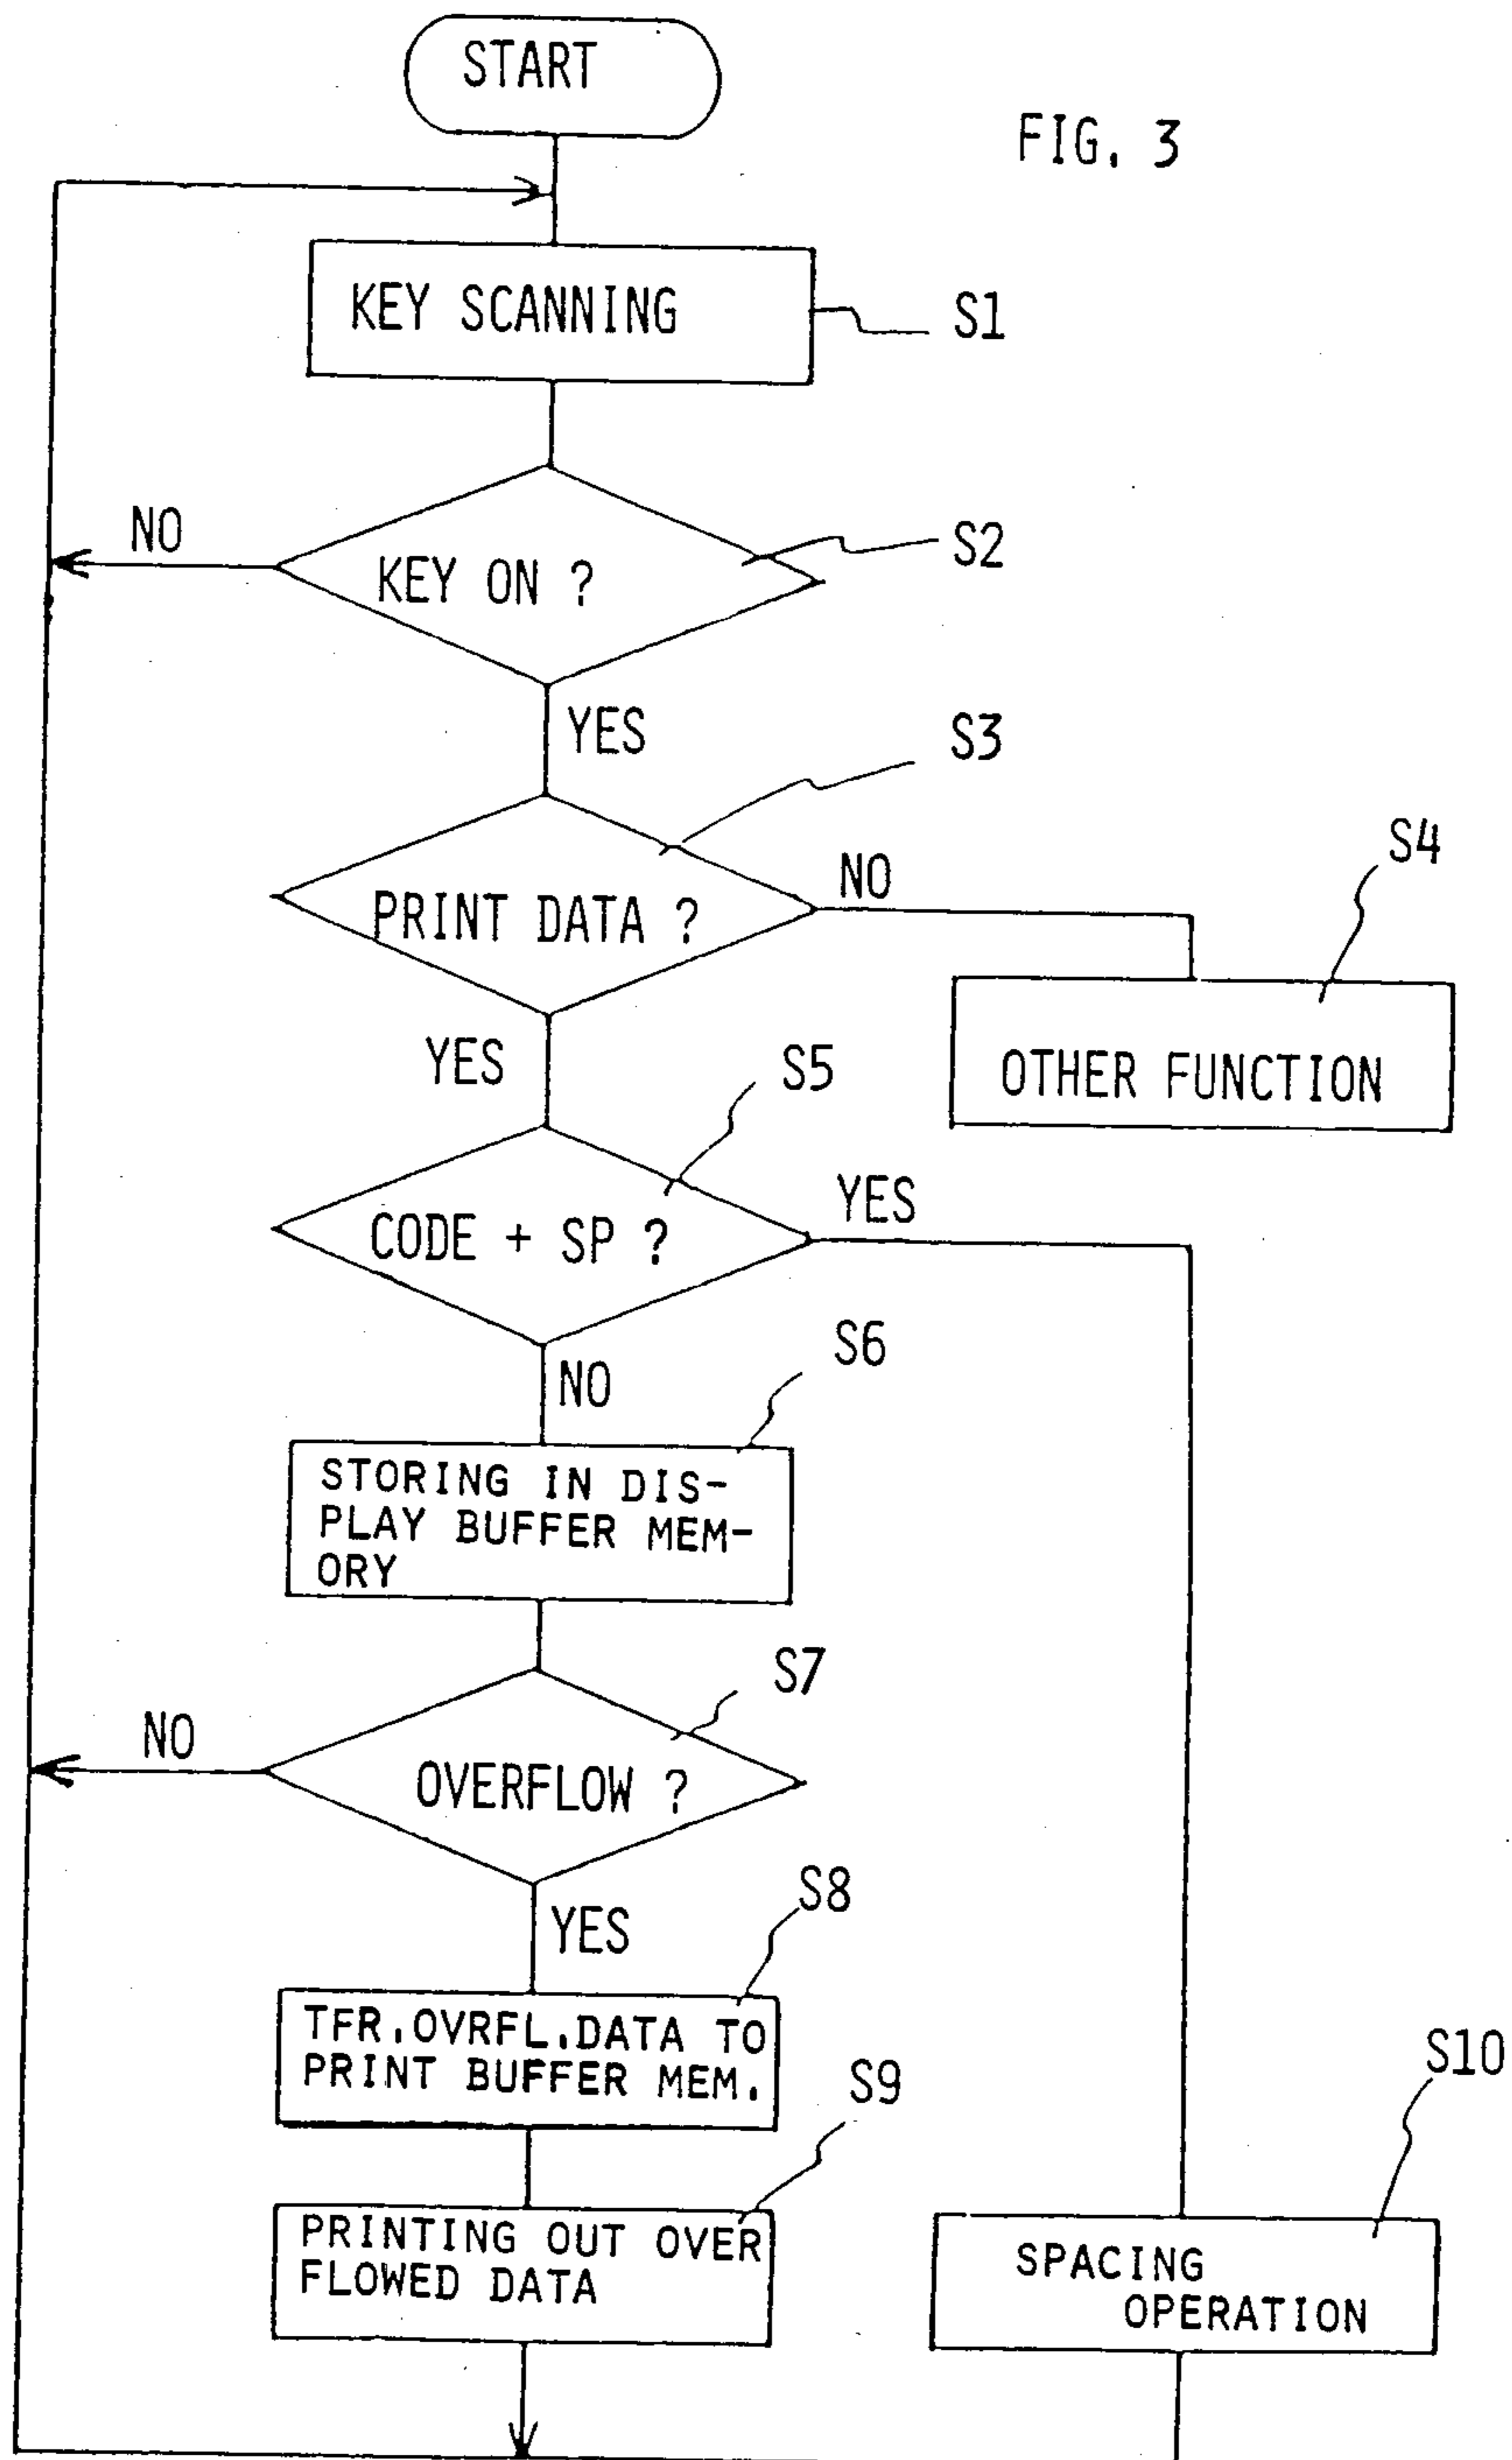 START
FIG. 3
KEY SCANNING
S1
NO
KEY ON ?
S2
YES
S3
PRINT DATA ?
NO
S4
OTHER FUNCTION
YES
S5
CODE + SP ?
YES
S6
NO
STORING IN DIS-
PLAY BUFFER MEM-
ORY
S7
NO
OVERFLOW ?
S8
YES
TFR.OVRFL.DATA TO
PRINT BUFFER MEM.
S9
PRINTING OUT OVER
FLOWED DATA
S10
SPACING
OPERATION